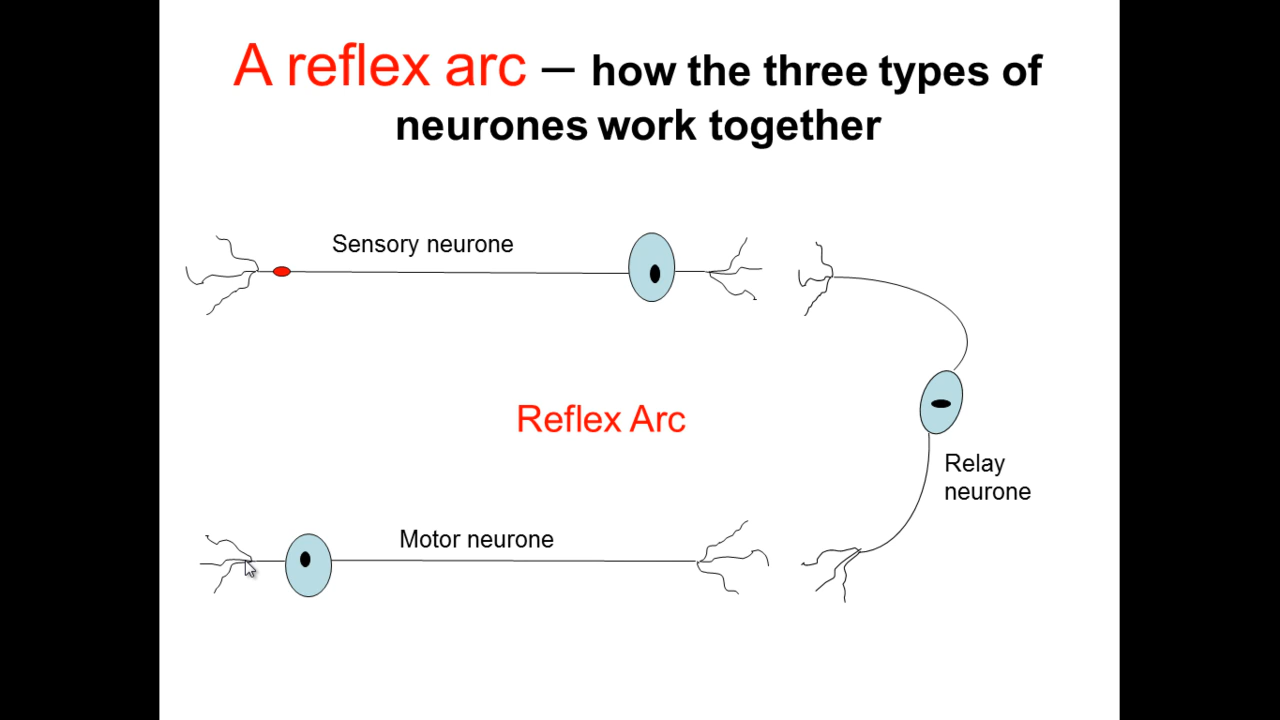 A reflex arc – how the three types of
neurones work together
Sensory neurone
Reflex Arc
Relay
neurone
Motor neurone